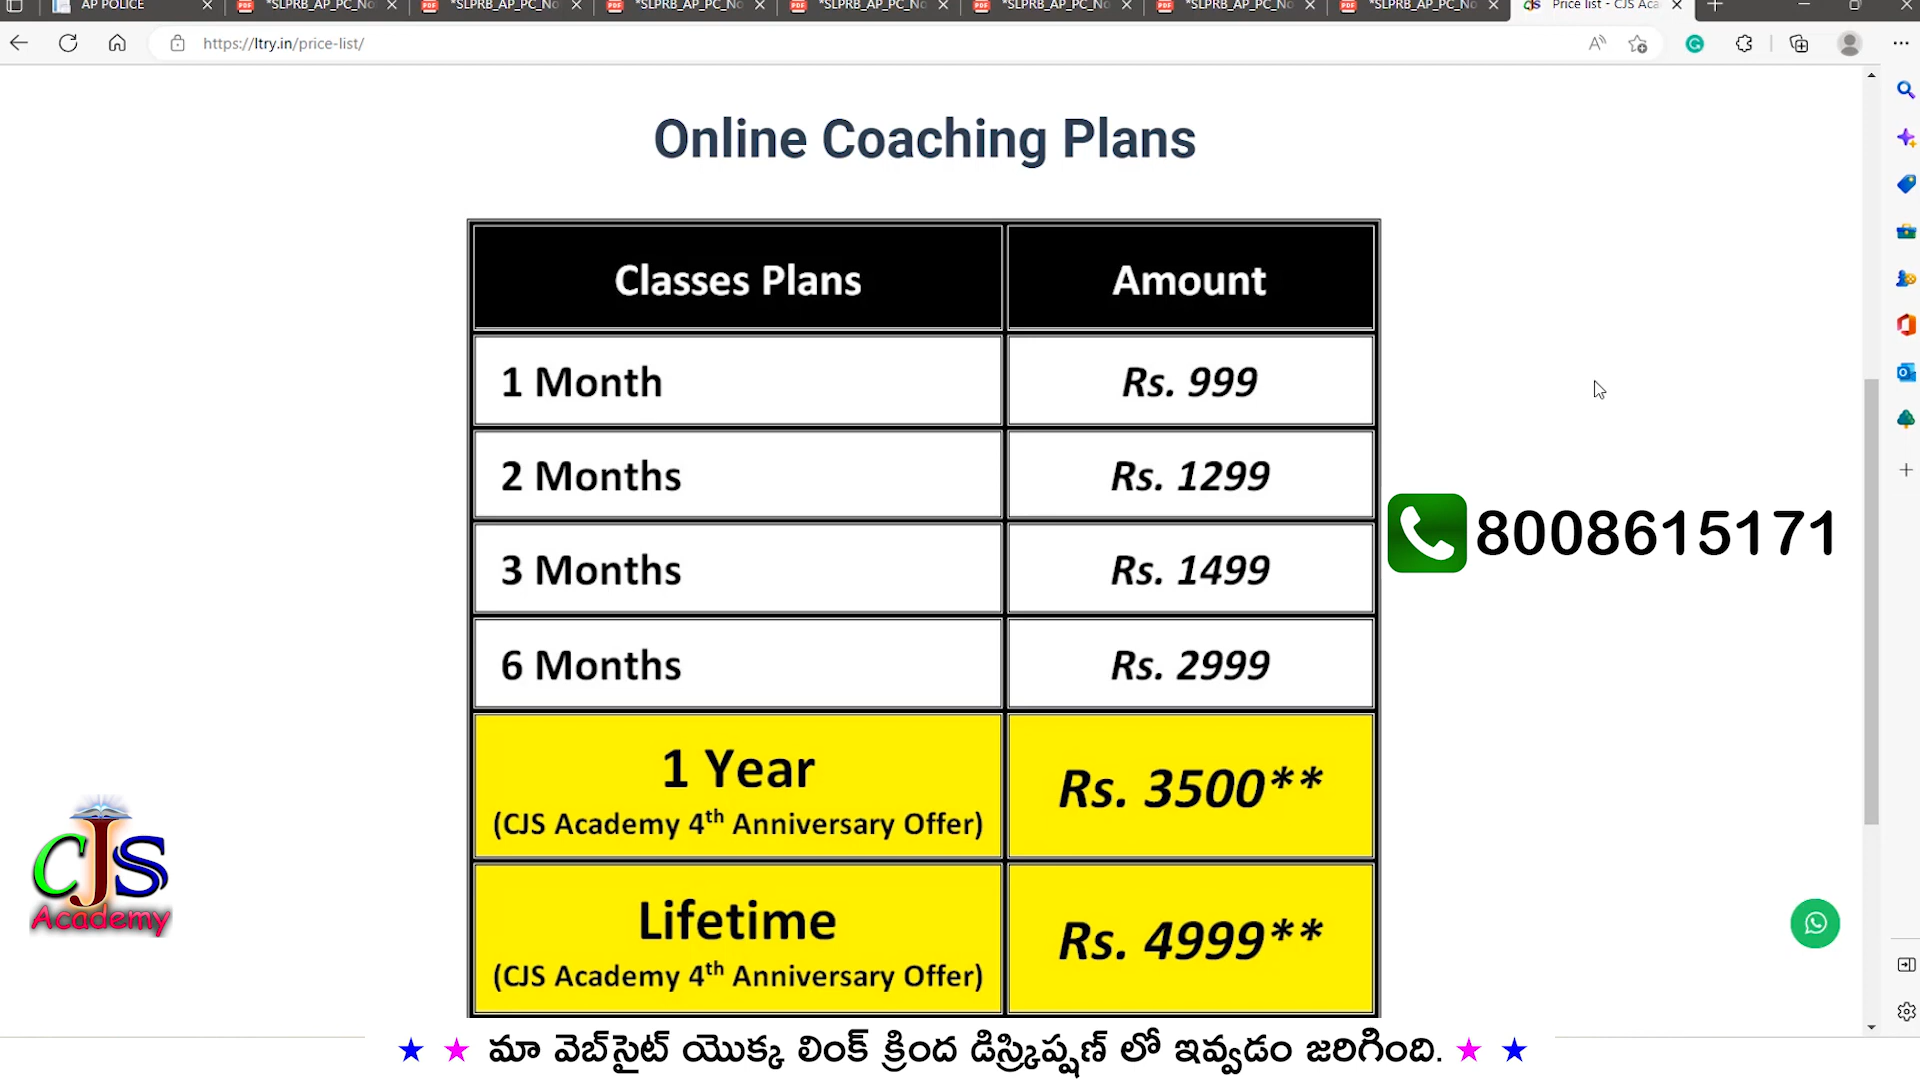 AP POLICE
*SLPRB_AP_PC_No
*SLPRB_AP_PC_No
*SLPRB_AP_PC_No
*SLPRB_AP_PC_No
*SLPRB_AP_PC_No
*SLPRB_AP_PC_No
*SLPRB_AP_PC_No
Price list - CJS Aca
https://ltry.in/price-list/
Online Coaching Plans
Classes Plans Amount
1 Month Rs. 999
2 Months Rs. 1299
3 Months Rs. 1499
6 Months Rs. 2999
1 Year
(CJS Academy 4th Anniversary Offer)
Rs. 3500**
Lifetime
(CJS Academy 4th Anniversary Offer)
Rs. 4999**
8008615171
CJS
Academy
మా వెబ్‌సైట్ యొక్క లింక్ క్రింద డిస్క్రిప్షణ్ లో ఇవ్వడం జరిగింది.